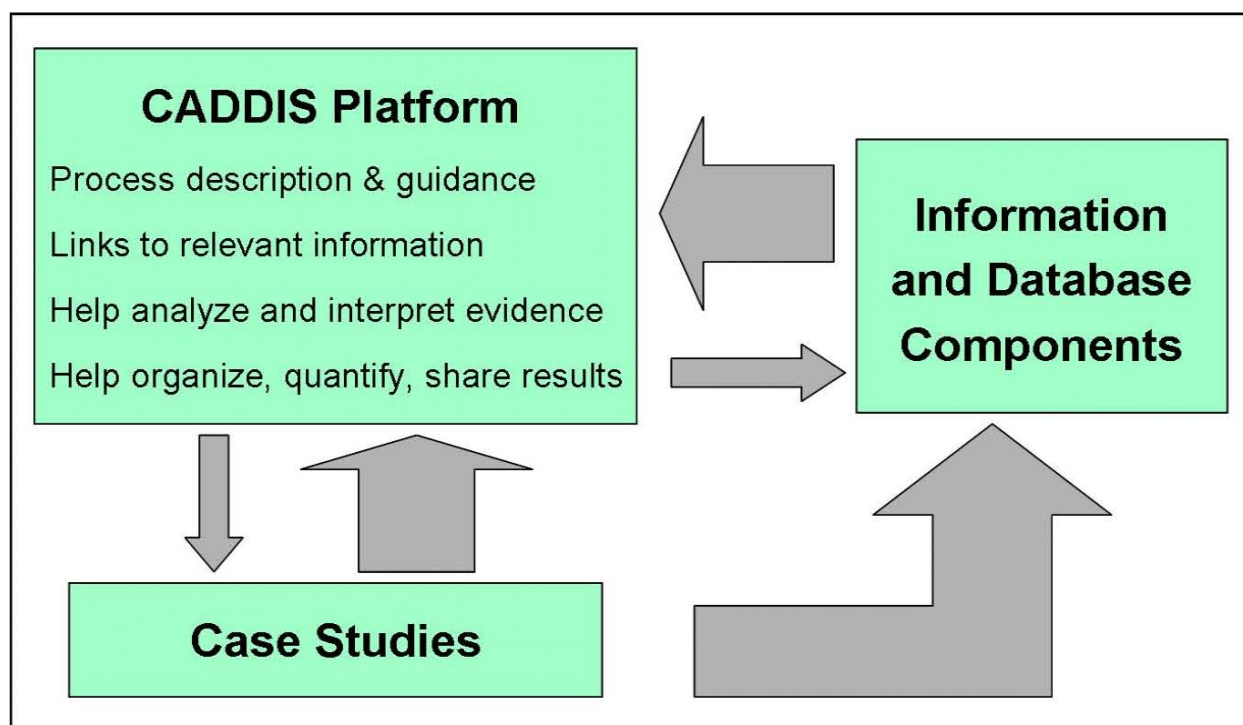 CADDIS Platform
Process description & guidance
Links to relevant information
Help analyze and interpret evidence
Help organize, quantify, share results
Information
and Database
Components
Case Studies